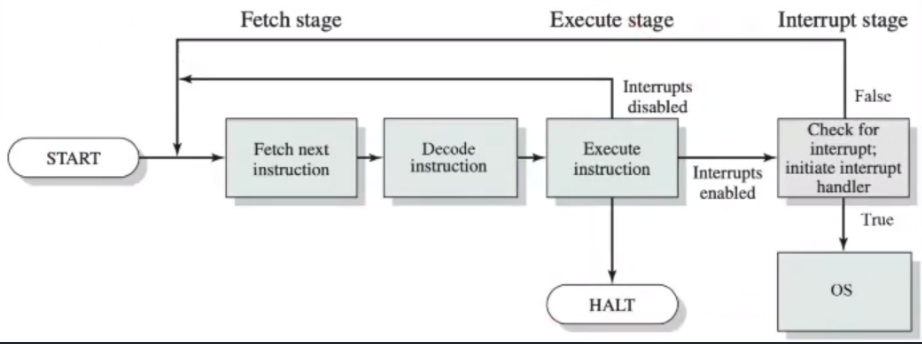 Fetch stage
Execute stage
Interrupt stage
Interrupts
disabled
False
START
Fetch next
instruction
Decode
instruction
Execute
instruction
Interrupts
enabled
Check for
interrupt;
initiate interrupt
handler
True
HALT
OS